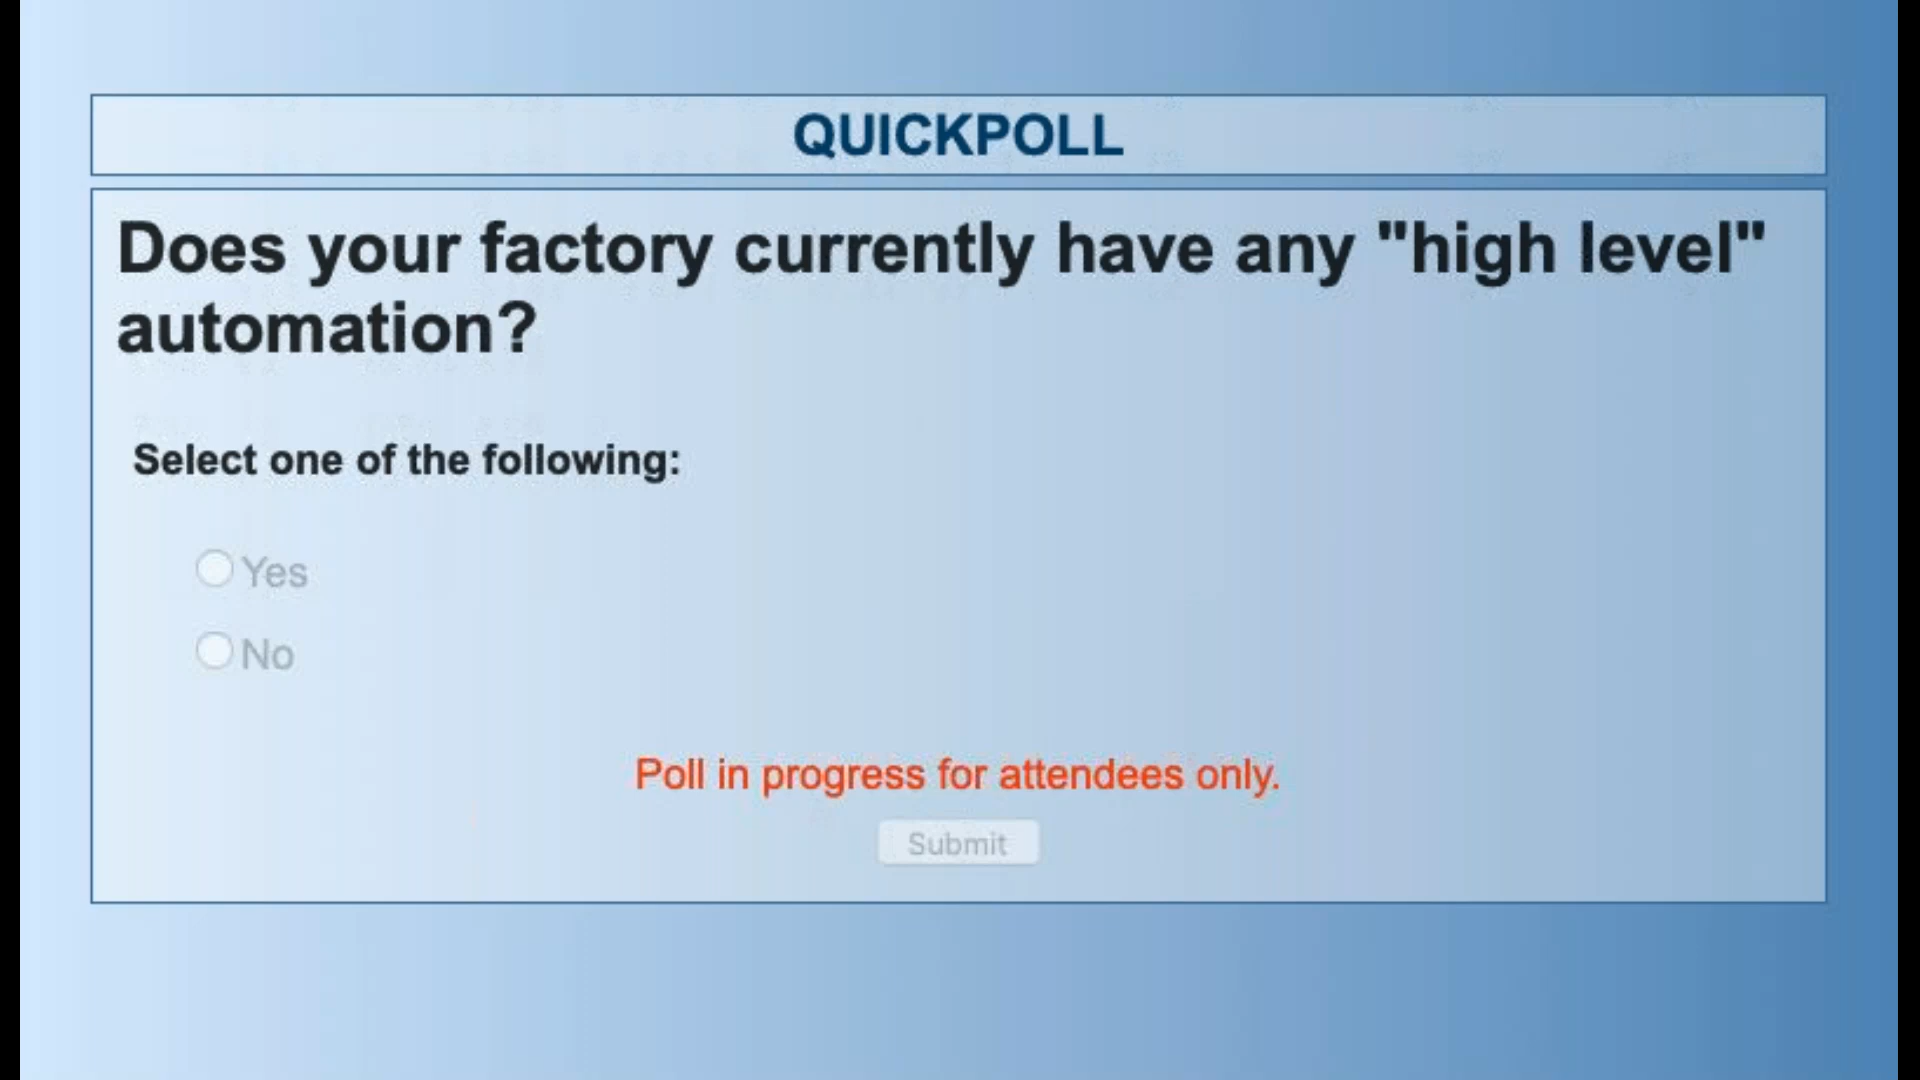 QUICKPOLL
Does your factory currently have any "high level"
automation?
Select one of the following:
Yes
No
Poll in progress for attendees only.
Submit